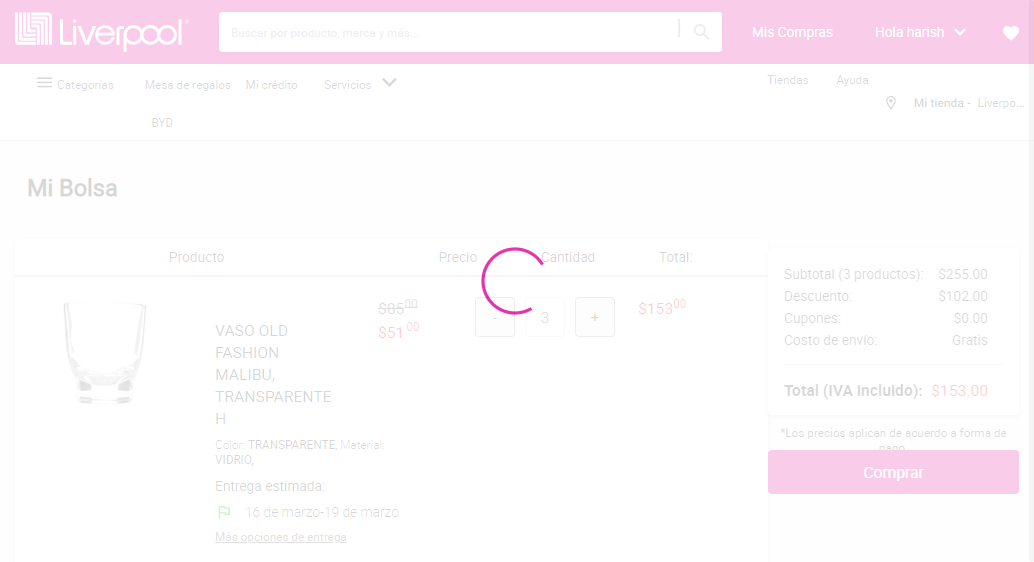 Liverpool
Buscar por producto, marca y más...
Mis Compras
Hola harish
Categorías
Mesa de regalos
Mi crédito
Servicios
BYD
Tiendas
Ayuda
Mi tienda - Liverpo...
Mi Bolsa
Producto
Precio
Cantidad
Total:
VASO OLD
FASHION
MALIBU,
TRANSPARENTE
H
Color: TRANSPARENTE, Material:
VIDRIO,
Entrega estimada:
16 de marzo-19 de marzo
Más opciones de entrega
$8500
$51 00
- 3 +
$15300
Subtotal (3 productos): $255.00
Descuento: $102.00
Cupones: $0.00
Costo de envío: Gratis
Total (IVA incluido): $153.00
*Los precios aplican de acuerdo a forma de
pago
Comprar